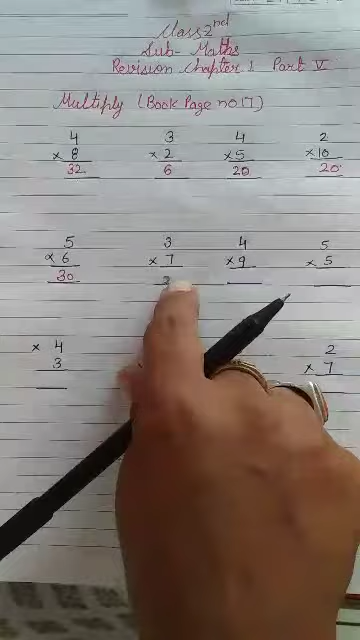 Class 2nd
Sub- Maths
Revision Chapter 1 Part V
Multiply (Book Page no 17)
4 3 4 2
×8 ×2 ×5 ×10
32 6 20 20
5 3 4 5
×6 ×7 ×9 ×5
30
× 4 2
3 ×7